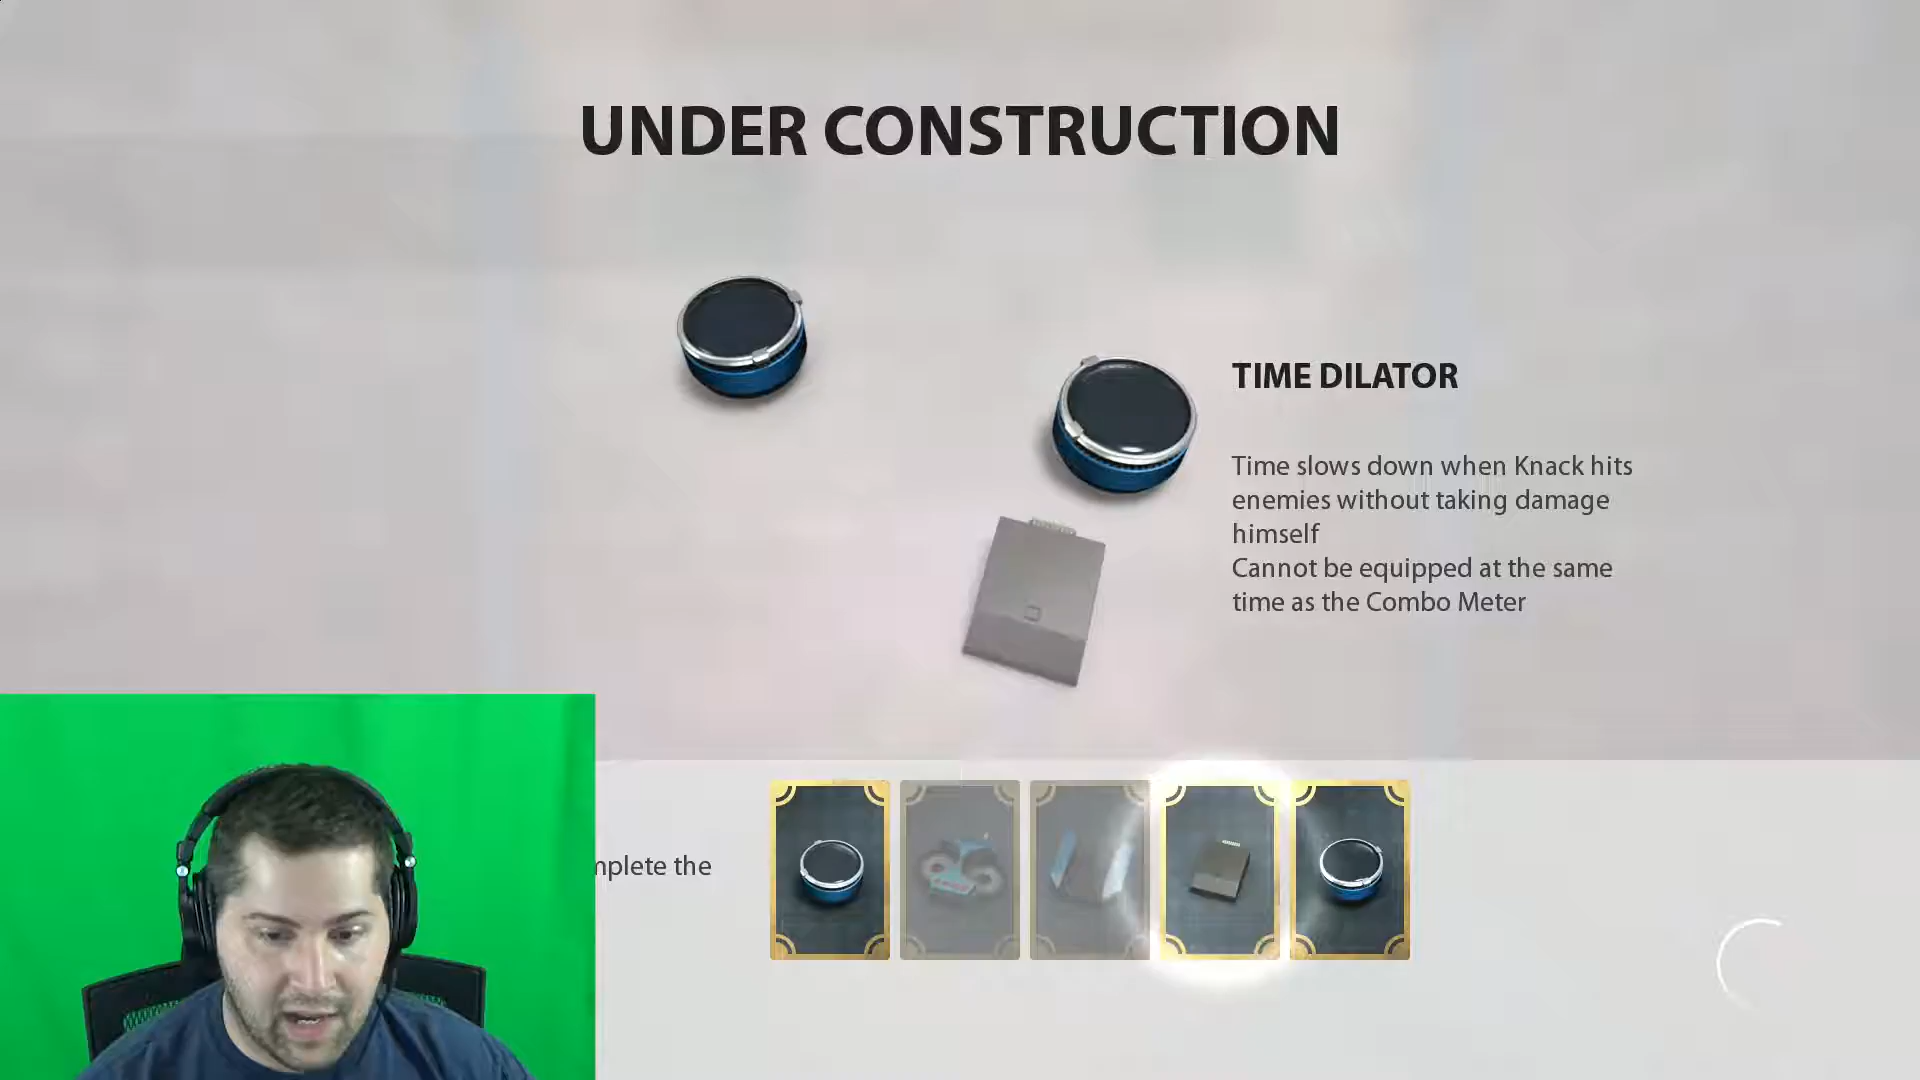 UNDER CONSTRUCTION
TIME DILATOR
Time slows down when Knack hits
enemies without taking damage
himself
Cannot be equipped at the same
time as the Combo Meter
the